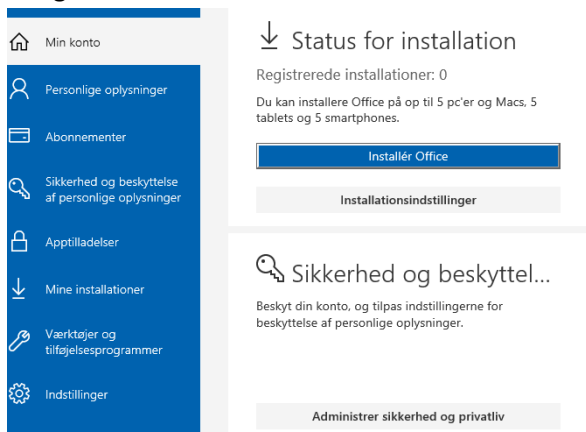 Min konto
Personlige oplysninger
Abonnementer
Sikkerhed og beskyttelse
af personlige oplysninger
Apptilladelser
Mine installationer
Værktøjer og
tilføjelsesprogrammer
Indstillinger
Status for installation
Registrerede installationer: 0
Du kan installere Office på op til 5 pc'er og Macs, 5
tablets og 5 smartphones.
Installér Office
Installationsindstillinger
Sikkerhed og beskyttel...
Beskyt din konto, og tilpas indstillingerne for
beskyttelse af personlige oplysninger.
Administrer sikkerhed og privatliv